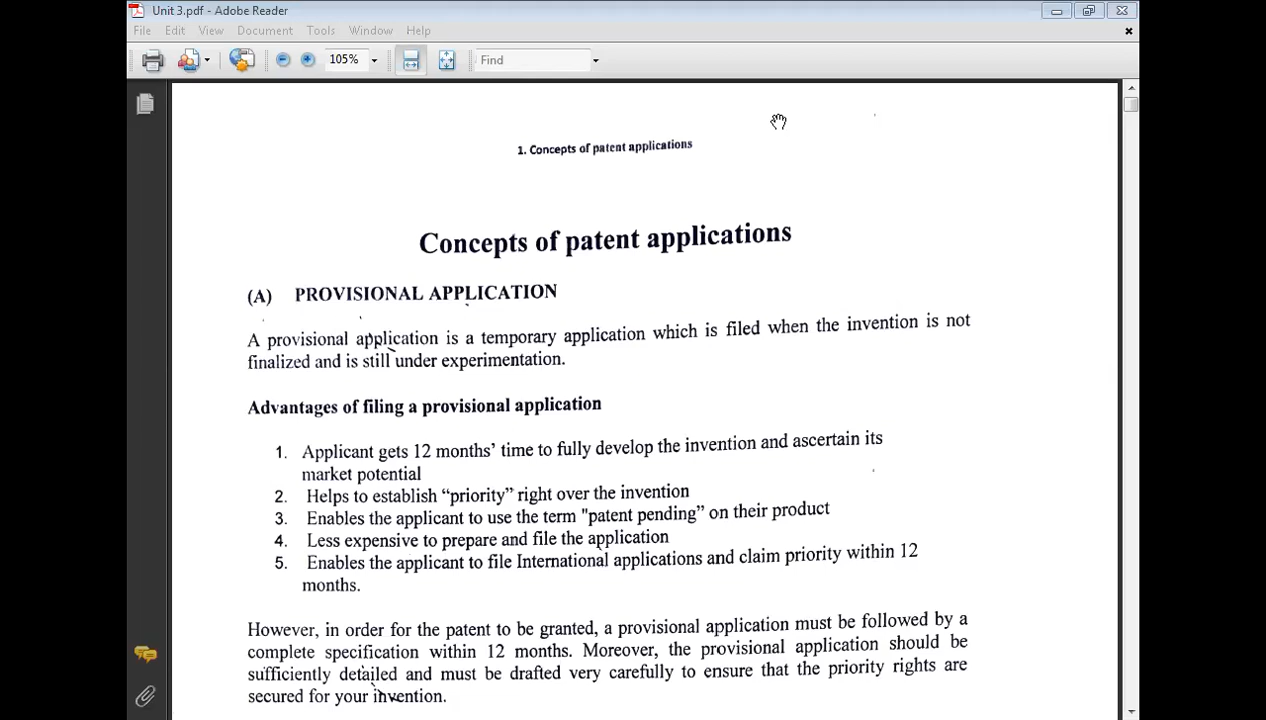 Unit 3.pdf - Adobe Reader
File Edit View Document Tools Window Help
105% Find
1. Concepts of patent applications
Concepts of patent applications
(A) PROVISIONAL APPLICATION
A provisional application is a temporary application which is filed when the invention is not
finalized and is still under experimentation.
Advantages of filing a provisional application
1. Applicant gets 12 months' time to fully develop the invention and ascertain its
market potential
2. Helps to establish “priority” right over the invention
3. Enables the applicant to use the term "patent pending” on their product
4. Less expensive to prepare and file the application
5. Enables the applicant to file International applications and claim priority within 12
months.
However, in order for the patent to be granted, a provisional application must be followed by a
complete specification within 12 months. Moreover, the provisional application should be
sufficiently detailed and must be drafted very carefully to ensure that the priority rights are
secured for your invention.